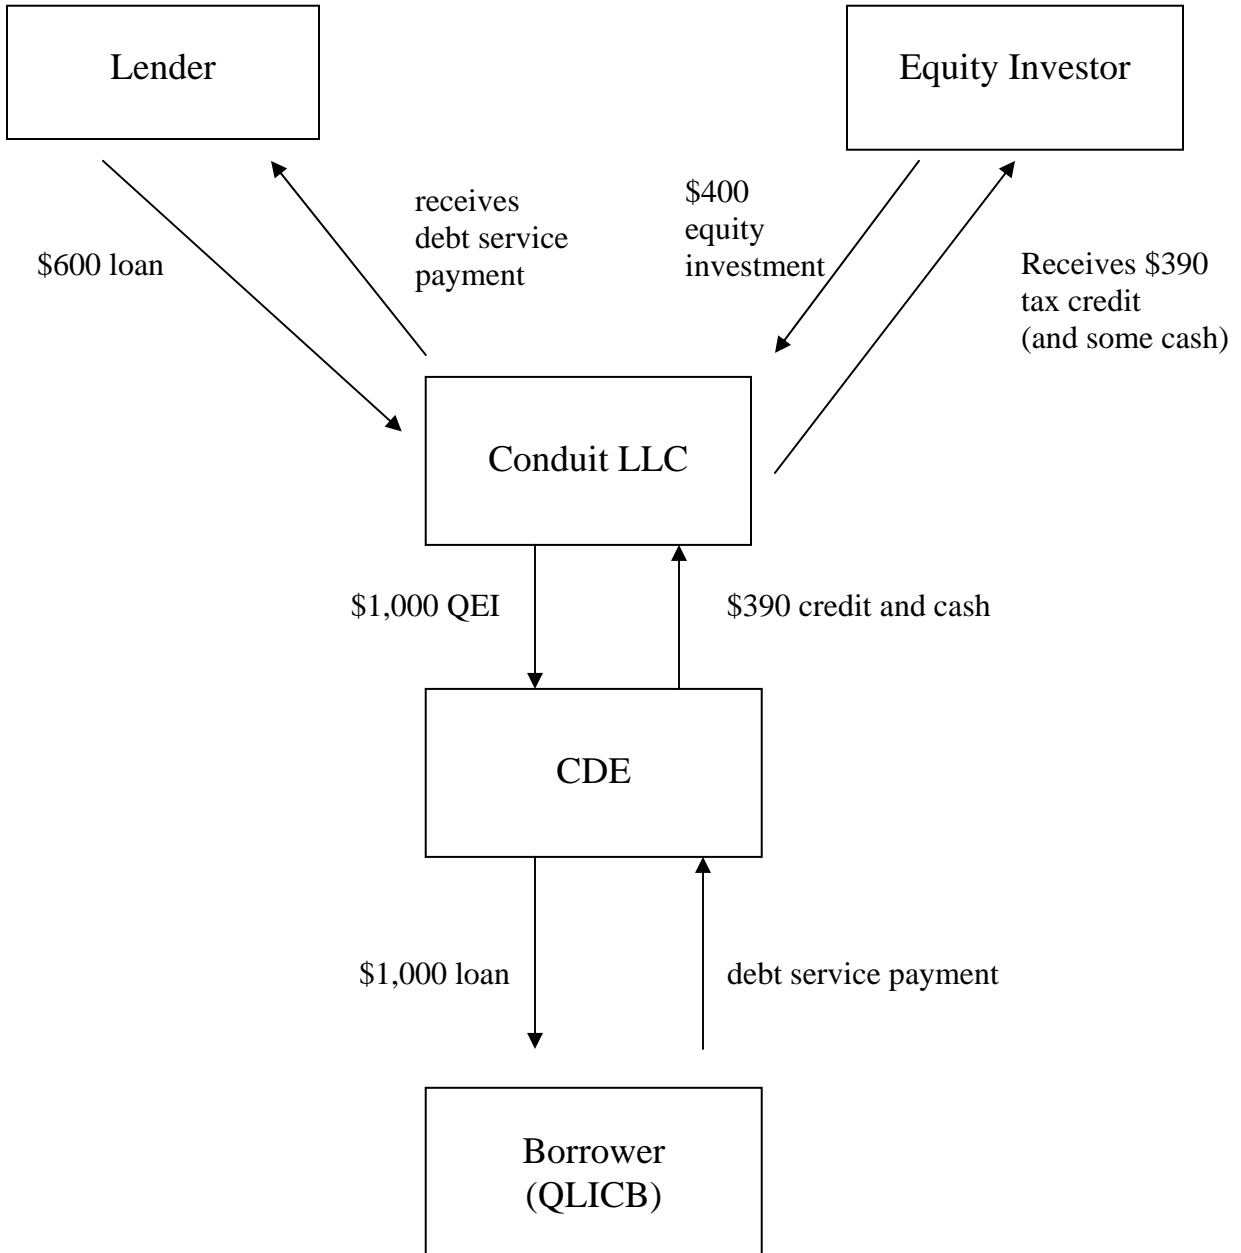 Lender
Equity Investor
$600 loan
receives
debt service
payment
$400
equity
investment
Receives $390
tax credit
(and some cash)
Conduit LLC
$1,000 QEI
$390 credit and cash
CDE
$1,000 loan
debt service payment
Borrower
(QLICB)